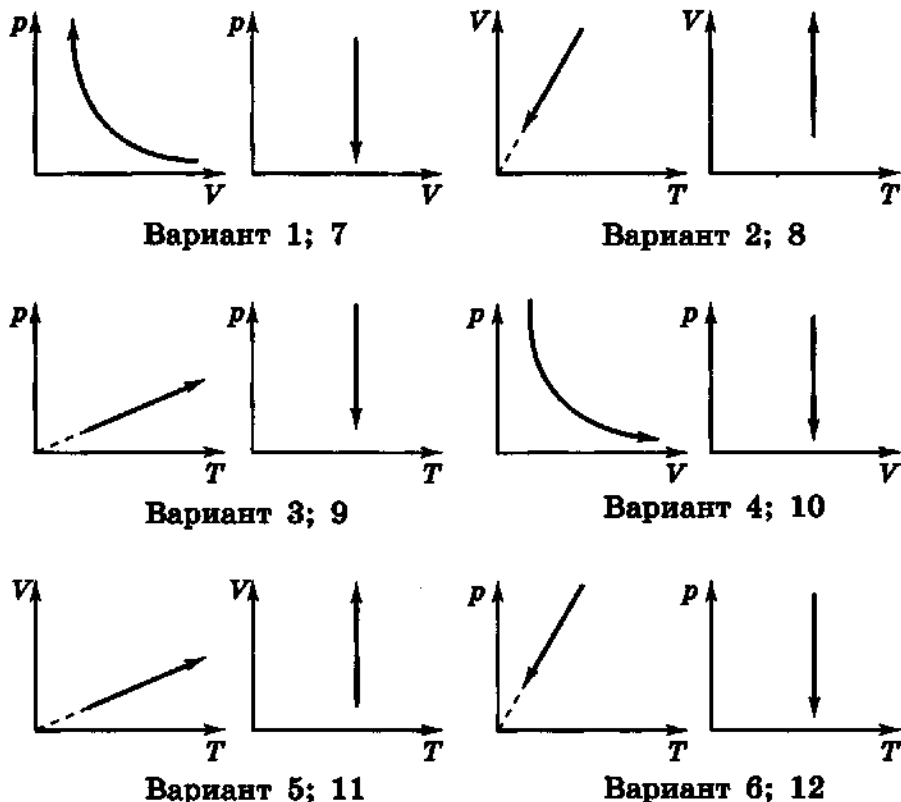 p V p V V T V T
Вариант 1; 7 Вариант 2; 8
p T p T p V p V
Вариант 3; 9 Вариант 4; 10
V T V T p T p V
Вариант 5; 11 Вариант 6; 12